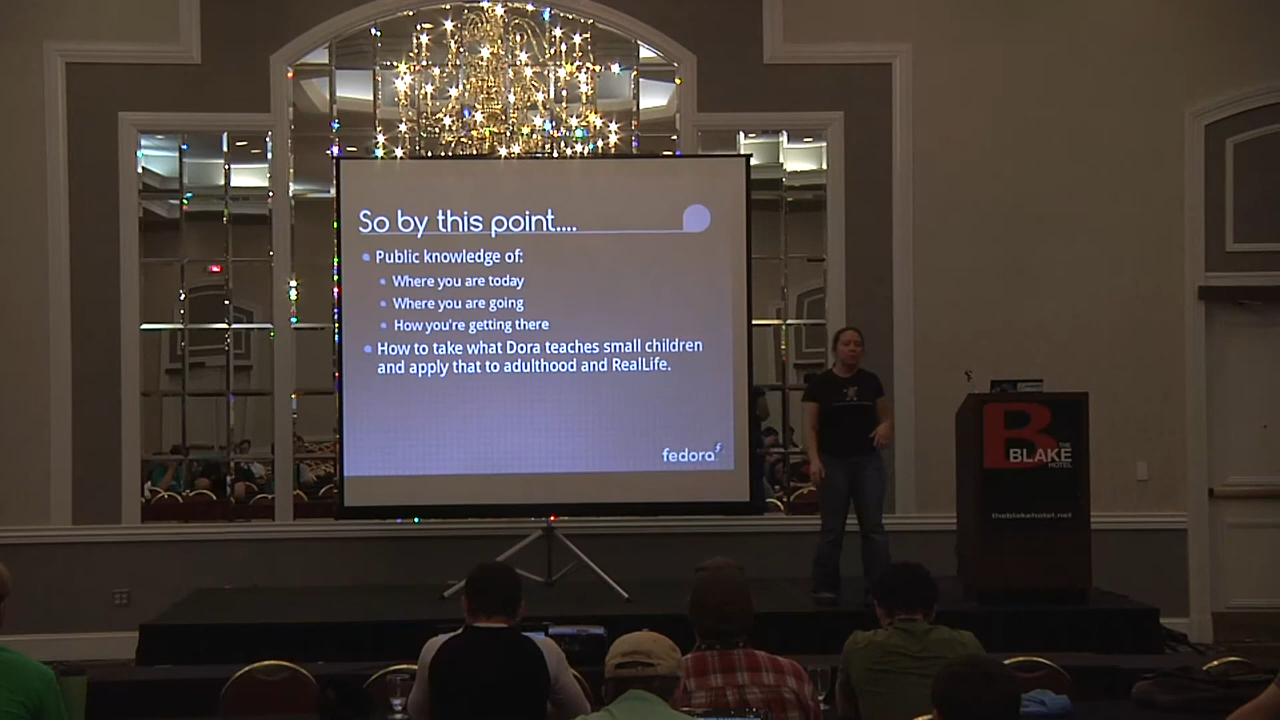 So by this point....
Public knowledge of:
Where you are today
Where you are going
How you're getting there
How to take what Dora teaches small children
and apply that to adulthood and RealLife.
fedora
B
THE
BLAKE
HOTEL
theblakehotel.net